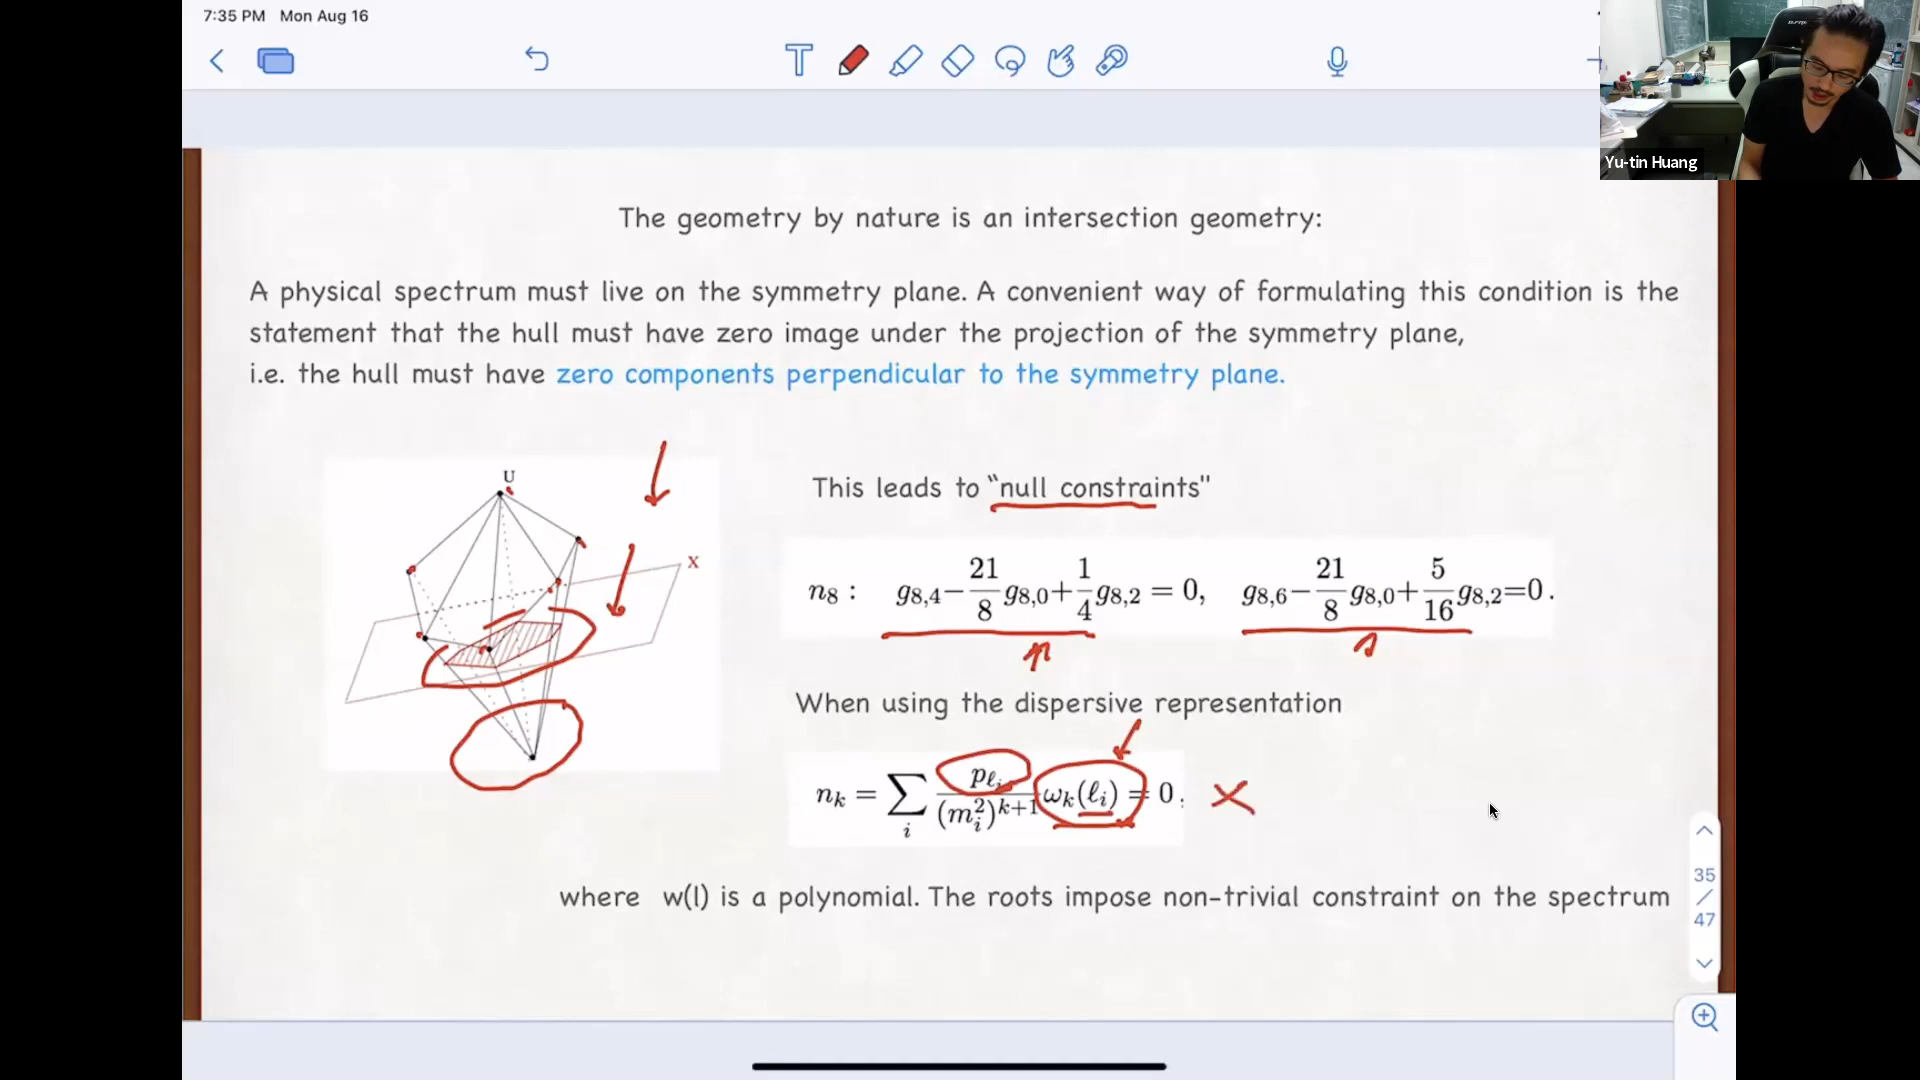 7:35 PM Mon Aug 16
Yu-tin Huang
The geometry by nature is an intersection geometry:
A physical spectrum must live on the symmetry plane. A convenient way of formulating this condition is the
statement that the hull must have zero image under the projection of the symmetry plane,
i.e. the hull must have zero components perpendicular to the symmetry plane.
U
X
This leads to “null constraints"
n₈ : g₈,₄ − 21/8 g₈,₀ + 1/4 g₈,₂ = 0, g₈,₆ − 21/8 g₈,₀ + 5/16 g₈,₂=0.
When using the dispersive representation
nₖ = ∑ᵢ p_{ℓᵢ}/(mᵢ²)^{k+1} ωₖ(ℓᵢ) = 0.
where w(l) is a polynomial. The roots impose non-trivial constraint on the spectrum
35
/
47